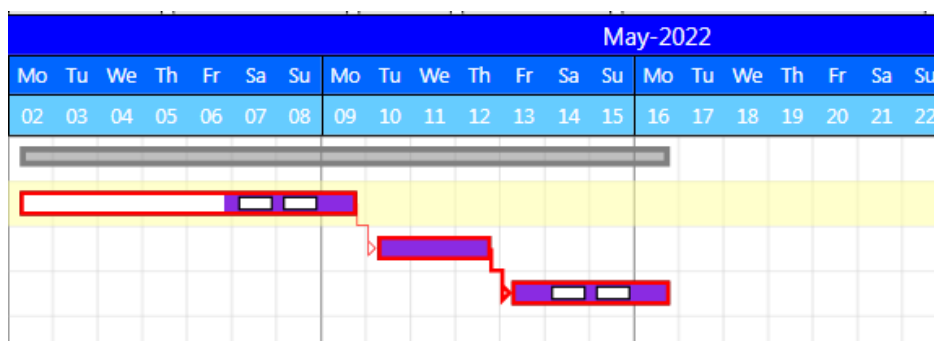 May-2022
Mo Tu We Th Fr Sa Su Mo Tu We Th Fr Sa Su Mo Tu We Th Fr Sa Su
02 03 04 05 06 07 08 09 10 11 12 13 14 15 16 17 18 19 20 21 22